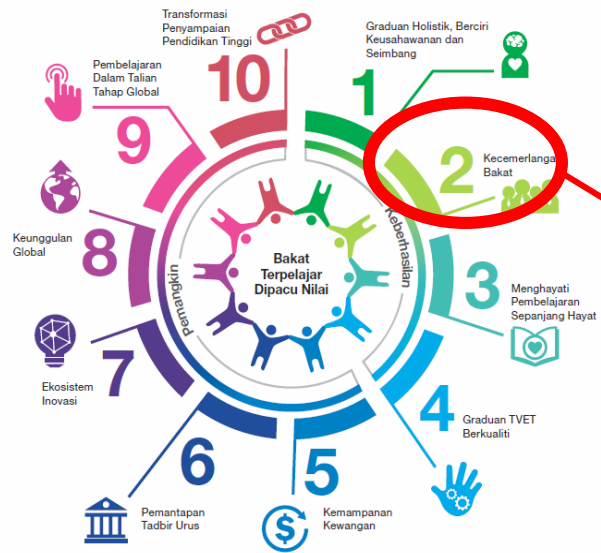 1
Graduan Holistik, Berciri
Keusahawanan dan
Seimbang
2
Kecemerlangan
Bakat
3
Menghayati
Pembelajaran
Sepanjang Hayat
4
Graduan TVET
Berkualiti
5
Kemampanan
Kewangan
6
Pemantapan
Tadbir Urus
7
Ekosistem
Inovasi
8
Keunggulan
Global
9
Pembelajaran
Dalam Talian
Tahap Global
10
Transformasi
Penyampaian
Pendidikan Tinggi
Pemangkin
Keberhasilan
Bakat
Terpelajar
Dipacu Nilai
$